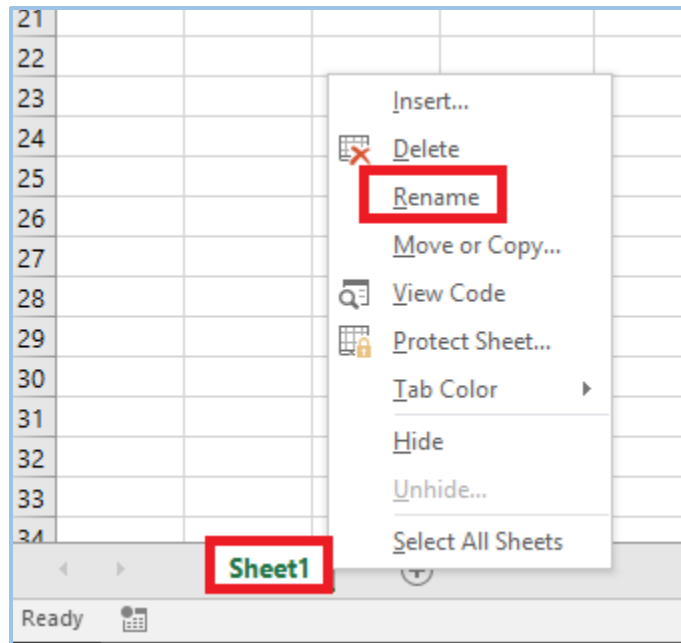 21
22
23
24
25
26
27
28
29
30
31
32
33
34
Insert...
Delete
Rename
Move or Copy...
View Code
Protect Sheet...
Tab Color
Hide
Unhide...
Select All Sheets
Sheet1
Ready